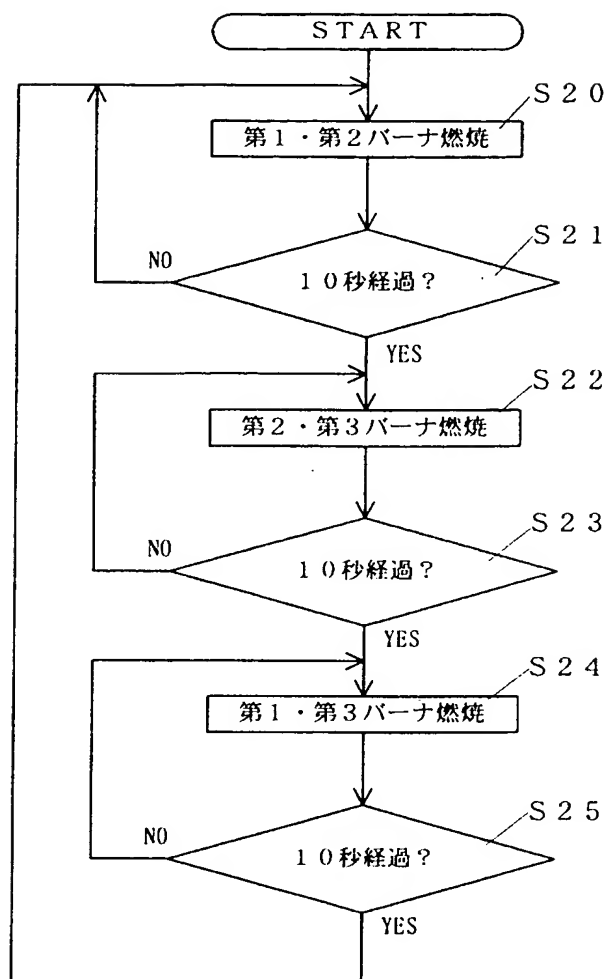 ＳＴＡＲＴ
Ｓ２０
第１・第２バーナ燃焼
Ｓ２１
NO
１０秒経過？
YES
Ｓ２２
第２・第３バーナ燃焼
Ｓ２３
NO
１０秒経過？
YES
Ｓ２４
第１・第３バーナ燃焼
Ｓ２５
NO
１０秒経過？
YES